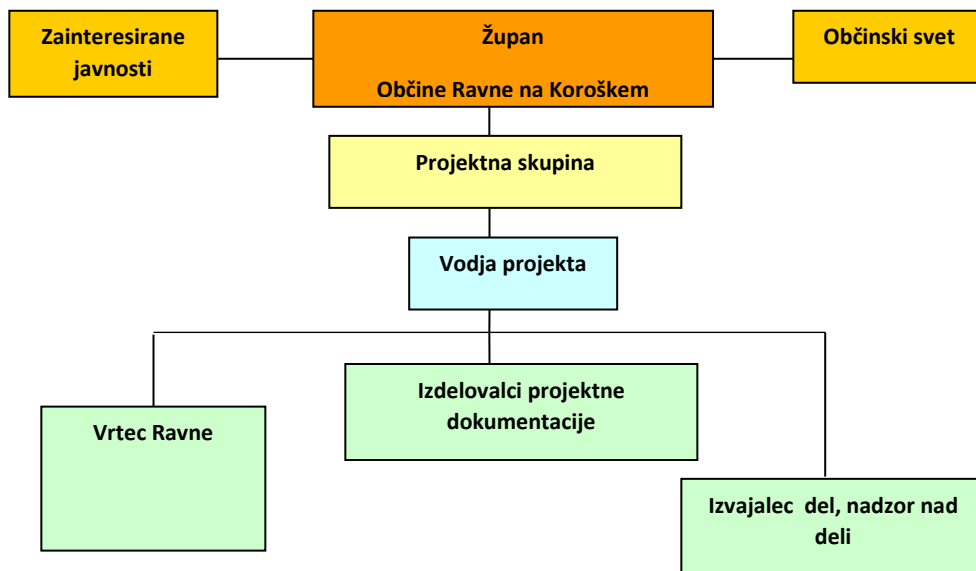 Zainteresirane
javnosti
Župan
Občine Ravne na Koroškem
Občinski svet
Projektna skupina
Vodja projekta
Vrtec Ravne
Izdelovalci projektne
dokumentacije
Izvajalec  del, nadzor nad
deli